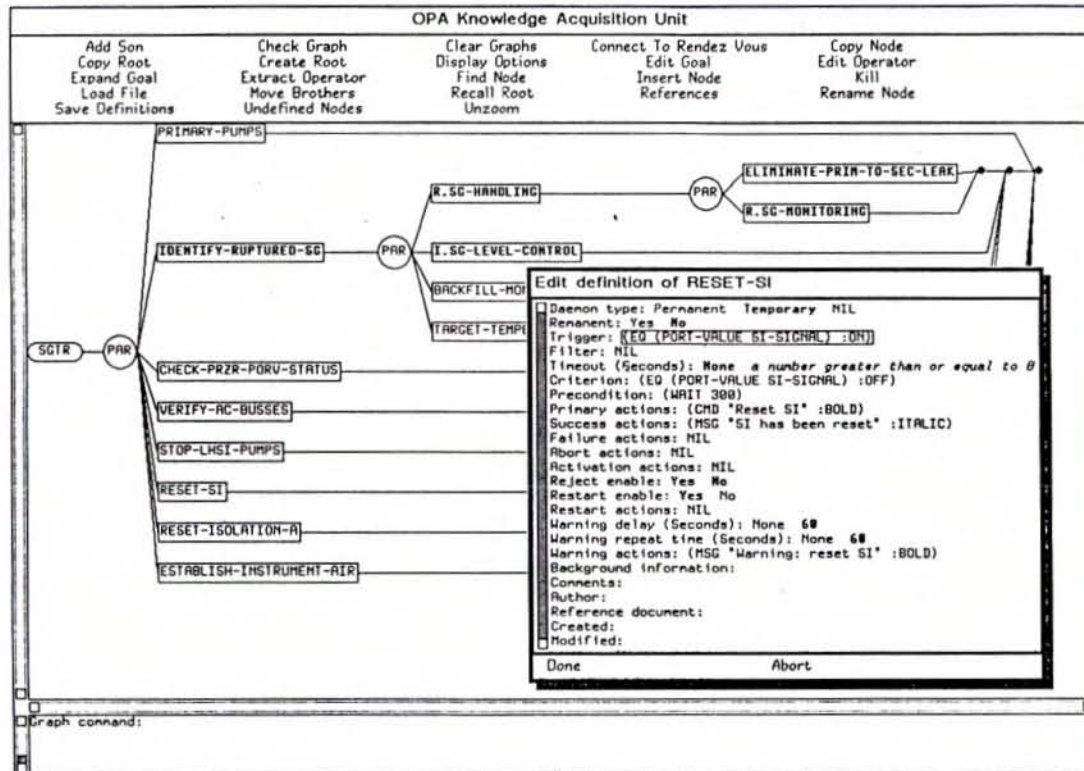 OPA Knowledge Acquisition Unit
Add Son Check Graph Clear Graphs Connect To Rendez Vous Copy Node
Copy Root Create Root Display Options Edit Goal Edit Operator
Expand Goal Extract Operator Find Node Insert Node Kill
Load File Move Brothers Recall Root References Rename Node
Save Definitions Undefined Nodes Unzoom
PRIMARY-PUMPS
ELIMINATE-PRIM-TO-SEC-LEAK
R.SG-HANDLING
PAR
R.SG-MONITORING
IDENTIFY-RUPTURED-SG
PAR
I.SG-LEVEL-CONTROL
BACKFILL-MON
TARGET-TEMPE
SGTR
PAR
CHECK-PRZR-PORV-STATUS
VERIFY-AC-BUSSES
STOP-LHSI-PUMPS
RESET-SI
RESET-ISOLATION-A
ESTABLISH-INSTRUMENT-AIR
Edit definition of RESET-SI
Daemon type: Permanent Temporary NIL
Remanent: Yes No
Trigger: (EQ (PORT-VALUE SI-SIGNAL) :ON)
Filter: NIL
Timeout (Seconds): None a number greater than or equal to 0
Criterion: (EQ (PORT-VALUE SI-SIGNAL) :OFF)
Precondition: (WAIT 300)
Primary actions: (CMD "Reset SI" :BOLD)
Success actions: (MSG "SI has been reset" :ITALIC)
Failure actions: NIL
Abort actions: NIL
Activation actions: NIL
Reject enable: Yes No
Restart enable: Yes No
Restart actions: NIL
Warning delay (Seconds): None 60
Warning repeat time (Seconds): None 60
Warning actions: (MSG "Warning: reset SI" :BOLD)
Background information:
Comments:
Author:
Reference document:
Created:
Modified:
Done Abort
Graph command: